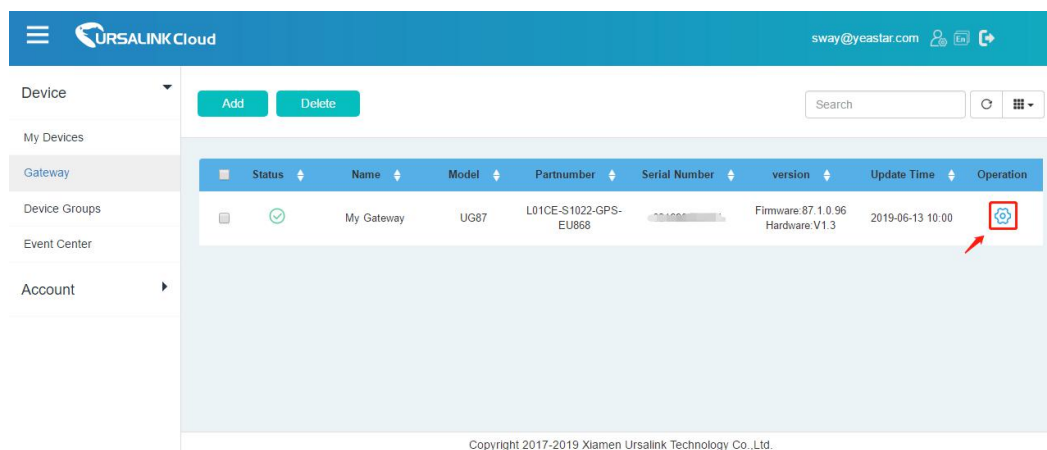 URSALINK Cloud
sway@yeastar.com
En
Device
Add
Delete
Search
My Devices
Gateway
Status
Name
Model
Partnumber
Serial Number
version
Update Time
Operation
Device Groups
My Gateway
UG87
L01CE-S1022-GPS-
EU868
Firmware:87.1.0.96
Hardware:V1.3
2019-06-13 10:00
Event Center
Account
Copyright 2017-2019 Xiamen Ursalink Technology Co.,Ltd.